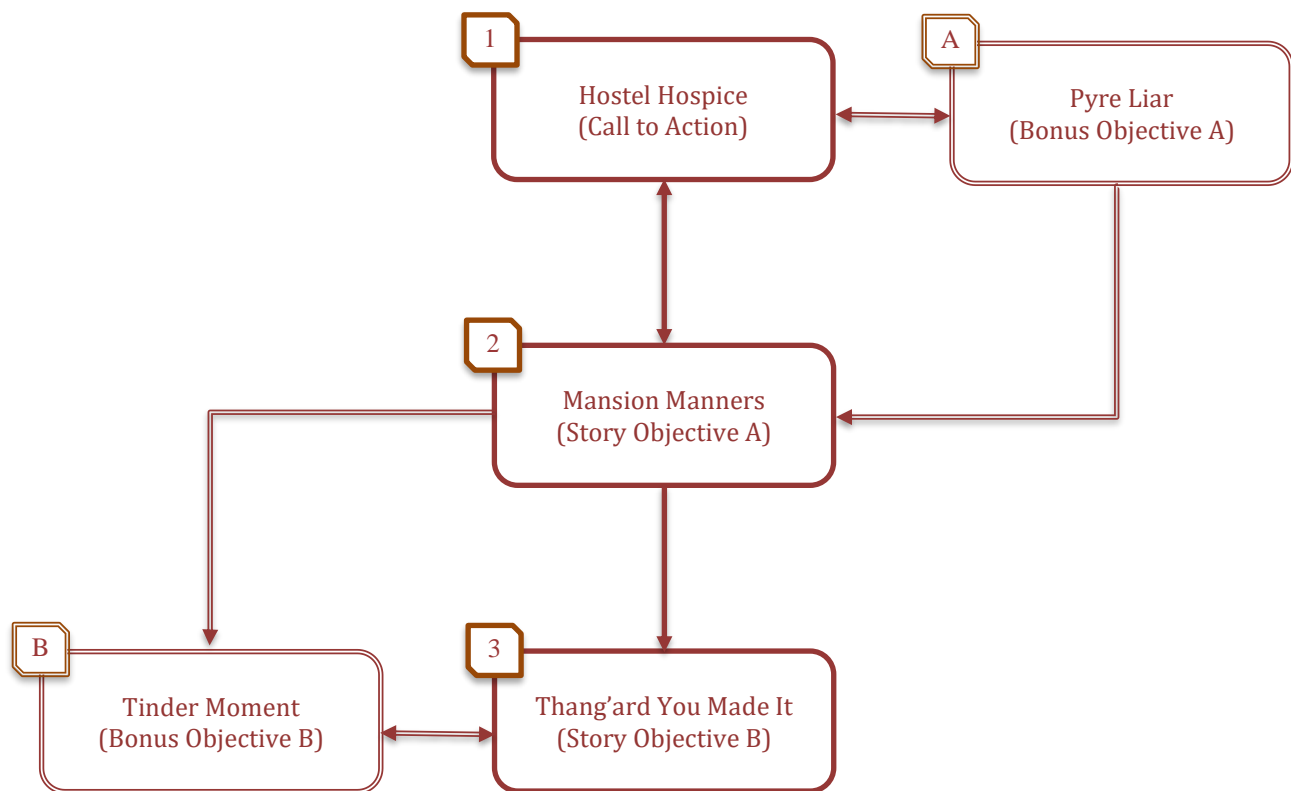 1
Hostel Hospice
(Call to Action)
A
Pyre Liar
(Bonus Objective A)
2
Mansion Manners
(Story Objective A)
B
Tinder Moment
(Bonus Objective B)
3
Thang’ard You Made It
(Story Objective B)